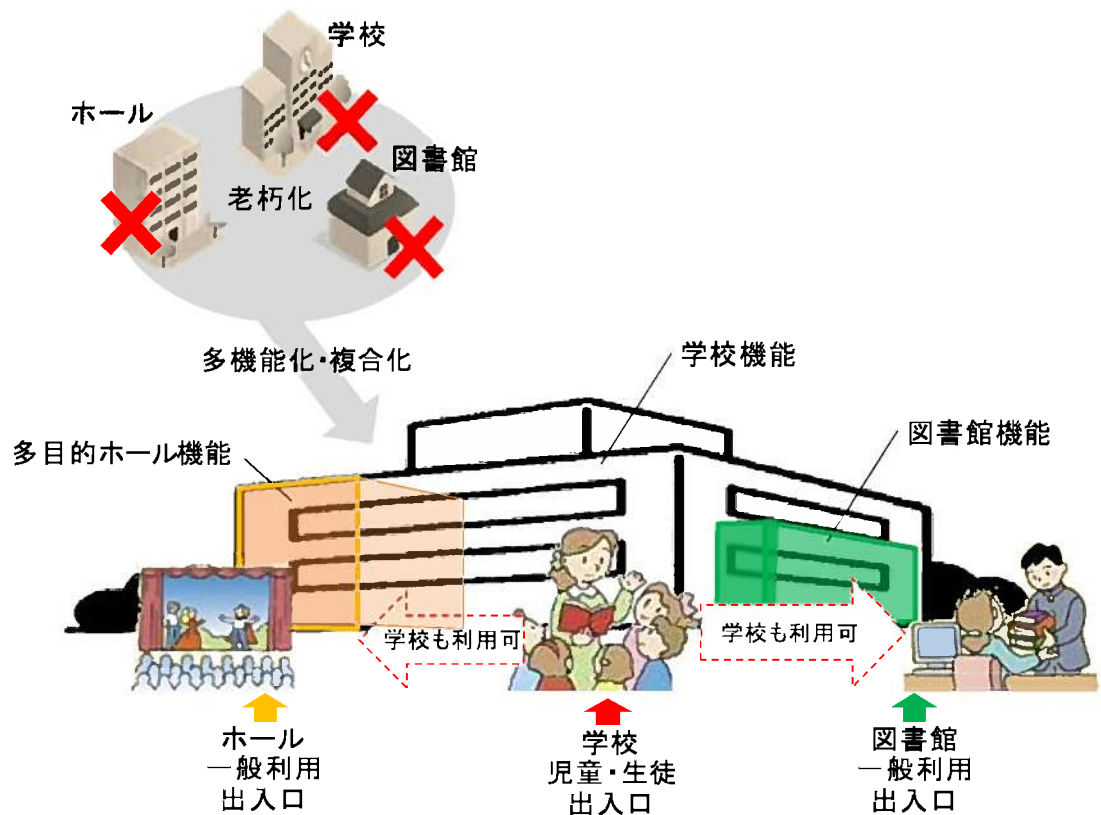 学校
ホール
図書館
老朽化
多機能化・複合化
学校機能
図書館機能
多目的ホール機能
学校も利用可
学校も利用可
ホール
一般利用
出入口
学校
児童・生徒
出入口
図書館
一般利用
出入口